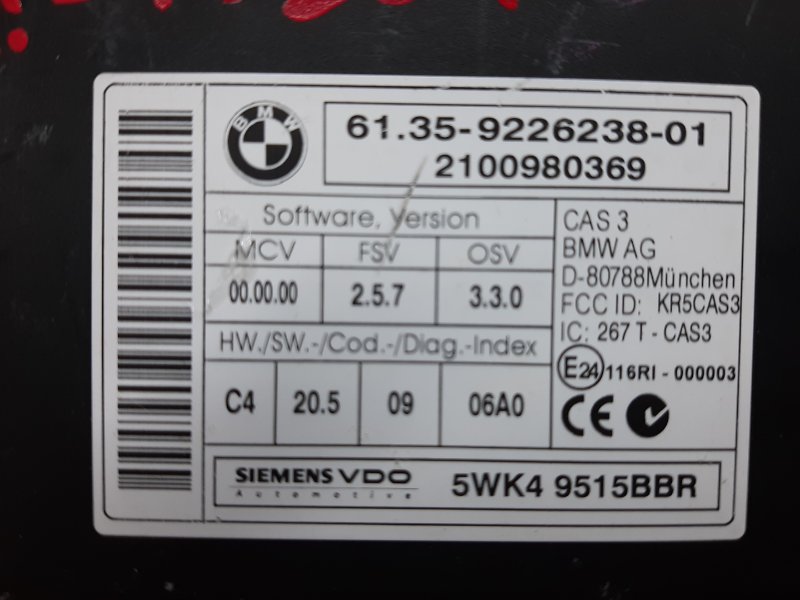 BMW
61.35-9226238-01
2100980369
Software, Version
MCV FSV OSV
00.00.00 2.5.7 3.3.0
HW./SW.-/Cod.-/Diag.-Index
C4 20.5 09 06A0
CAS 3
BMW AG
D-80788München
FCC ID: KR5CAS3
IC: 267 T - CAS3
E24 116RI - 000003
CE
SIEMENS VDO
Automotive
5WK4 9515BBR